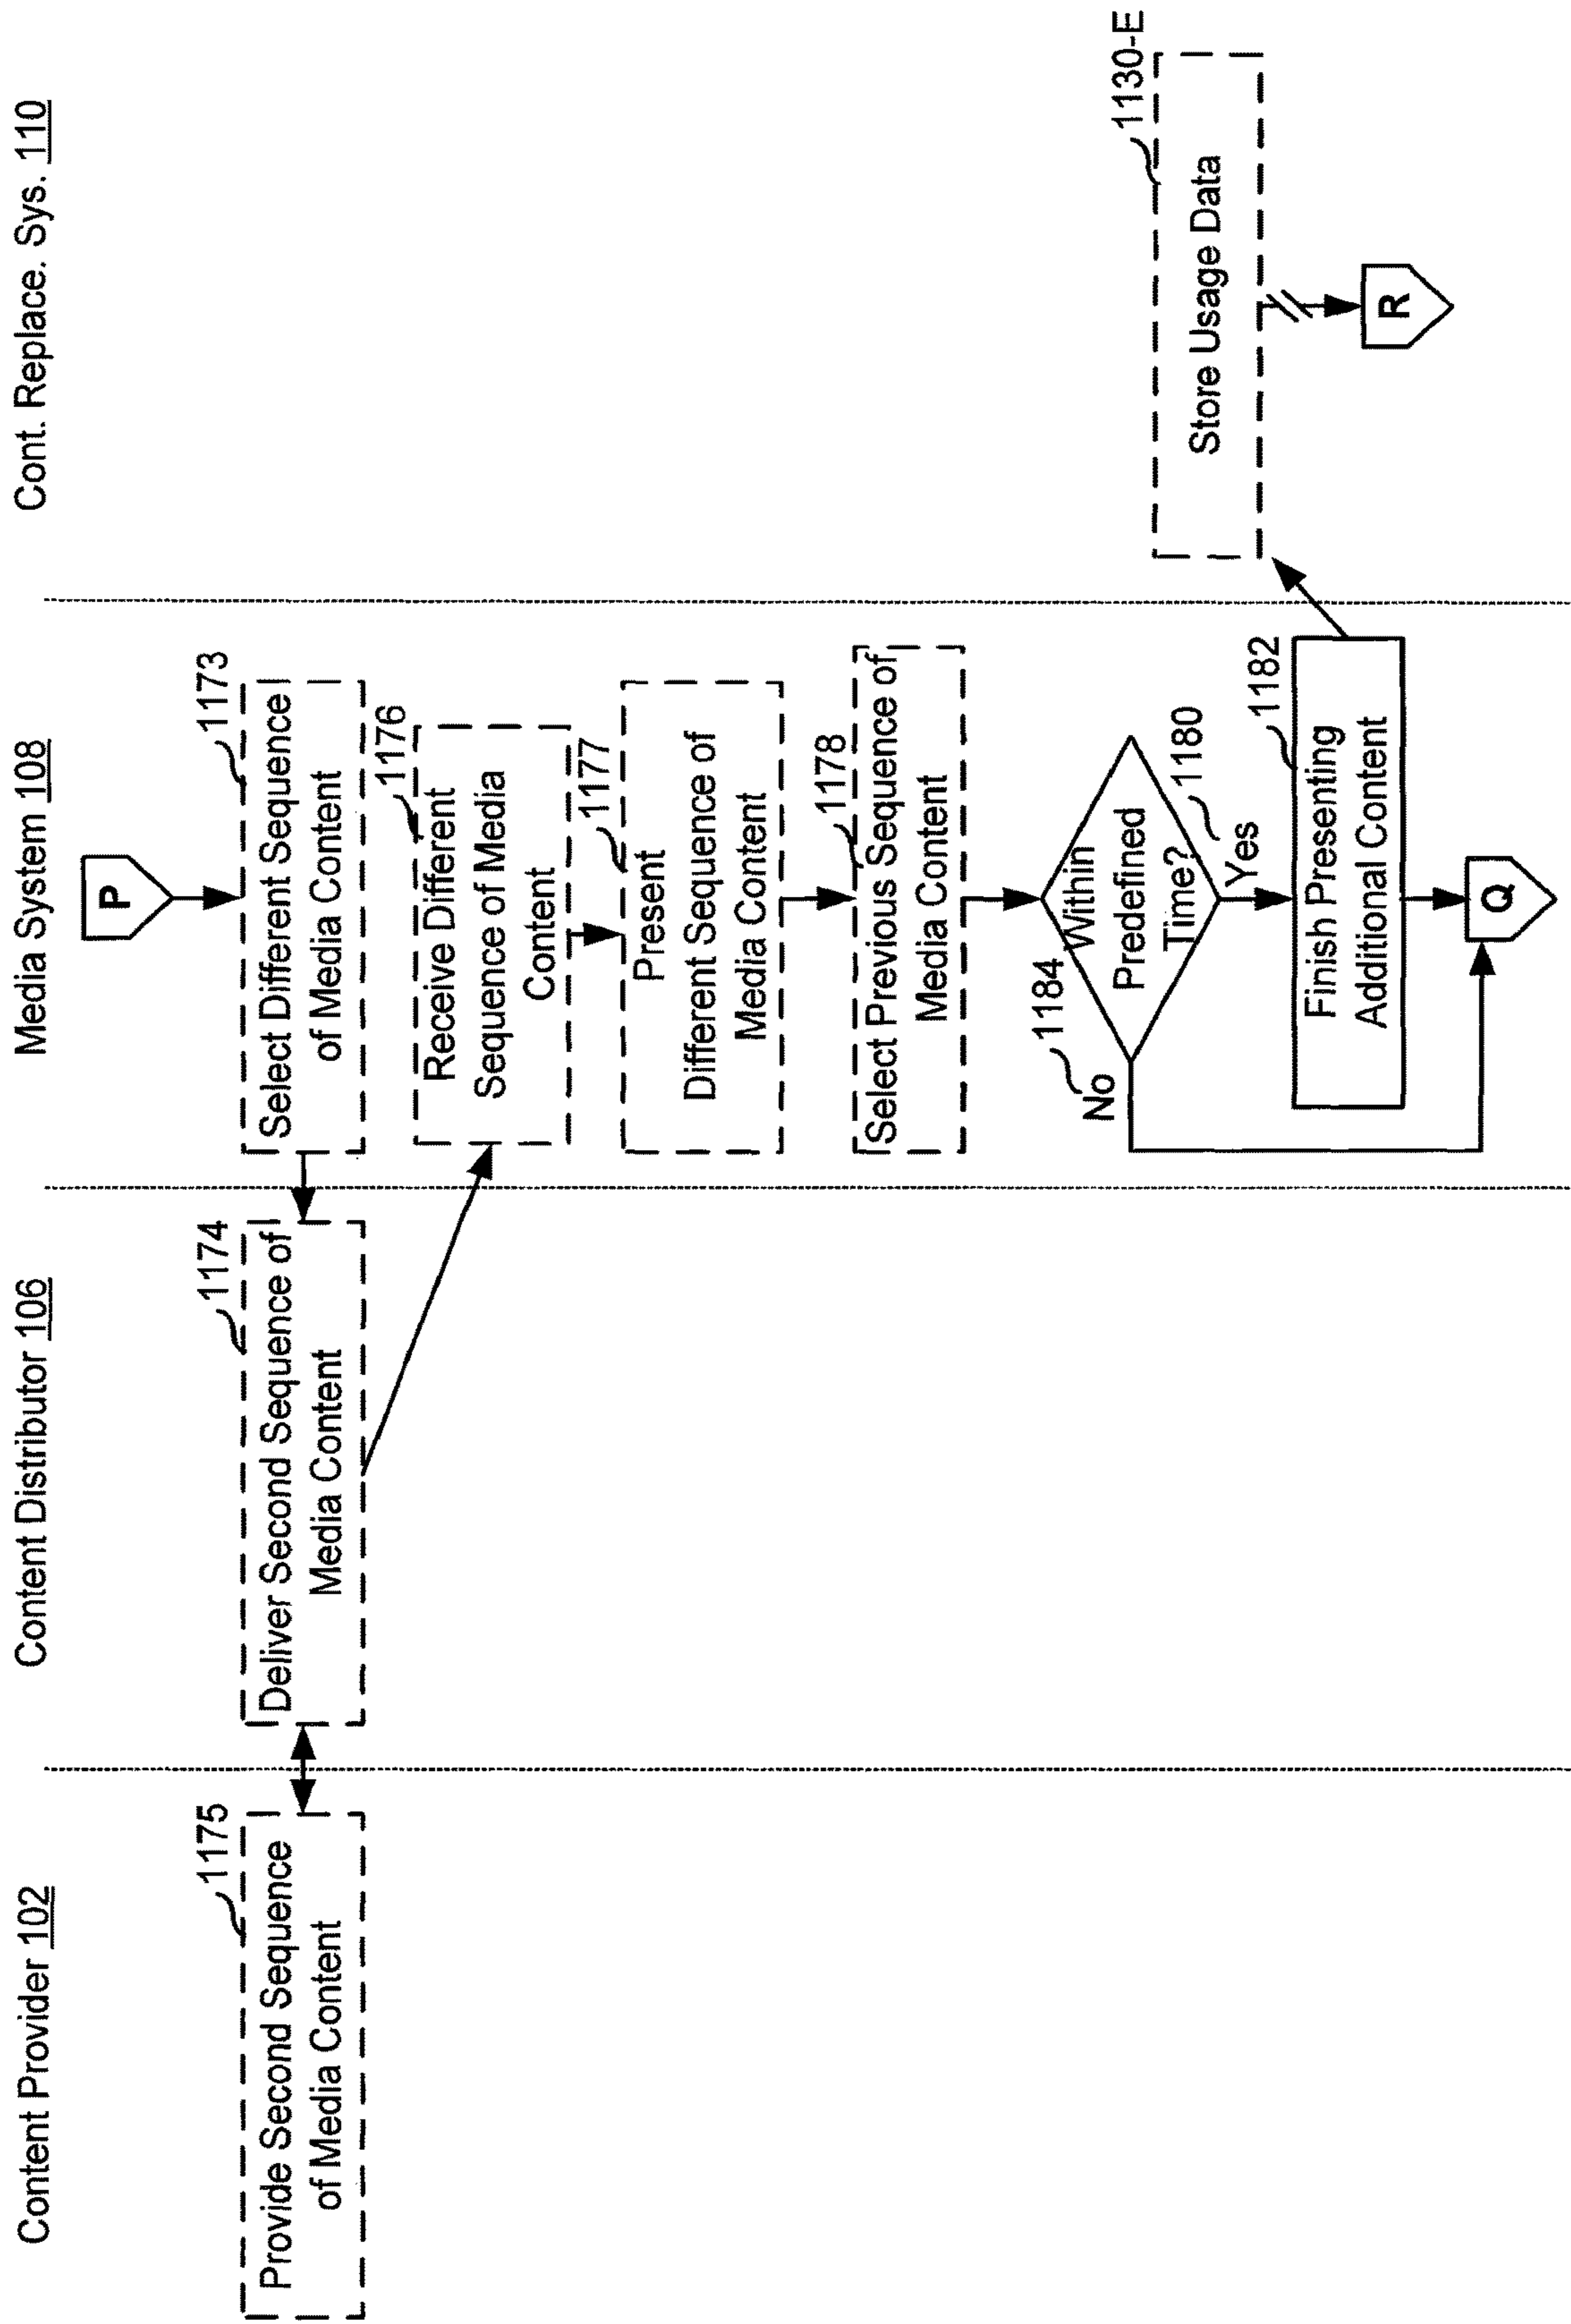 Content Provider 102
Content Distributor 106
Media System 108
Cont. Replace. Sys. 110
P
1175
Provide Second Sequence
of Media Content
1174
Deliver Second Sequence of
Media Content
1173
Select Different Sequence
of Media Content
1176
Receive Different
Sequence of Media
Content
1177
Present
Different Sequence of
Media Content
1178
Select Previous Sequence of
Media Content
1184
No
Within
Predefined
Time?
1180
Yes
1182
Finish Presenting
Additional Content
1130-E
Store Usage Data
Q
R